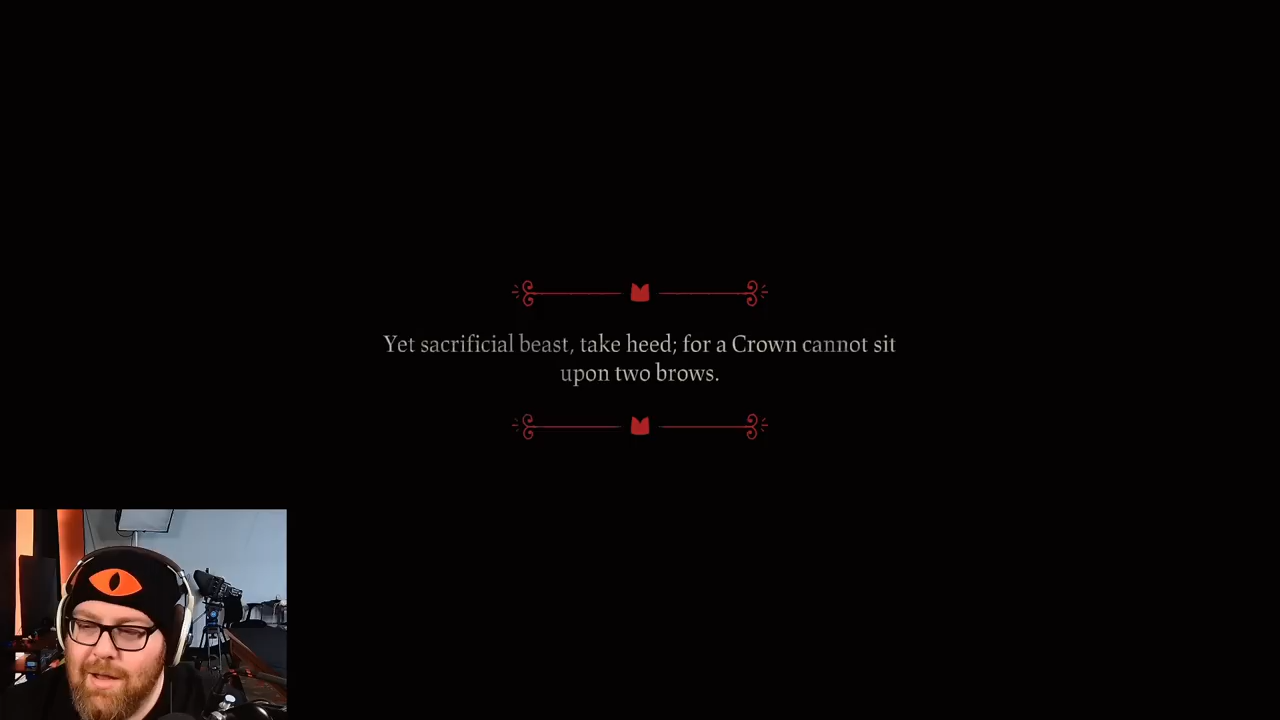 Yet sacrificial beast, take heed; for a Crown cannot sit
upon two brows.